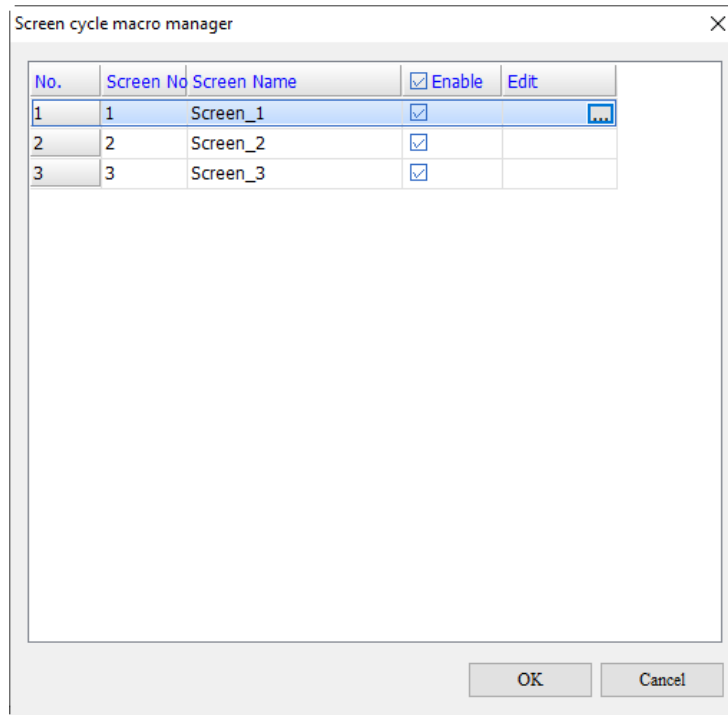 Screen cycle macro manager
No. Screen No Screen Name Enable Edit
1 1 Screen_1 ...
2 2 Screen_2
3 3 Screen_3
OK Cancel